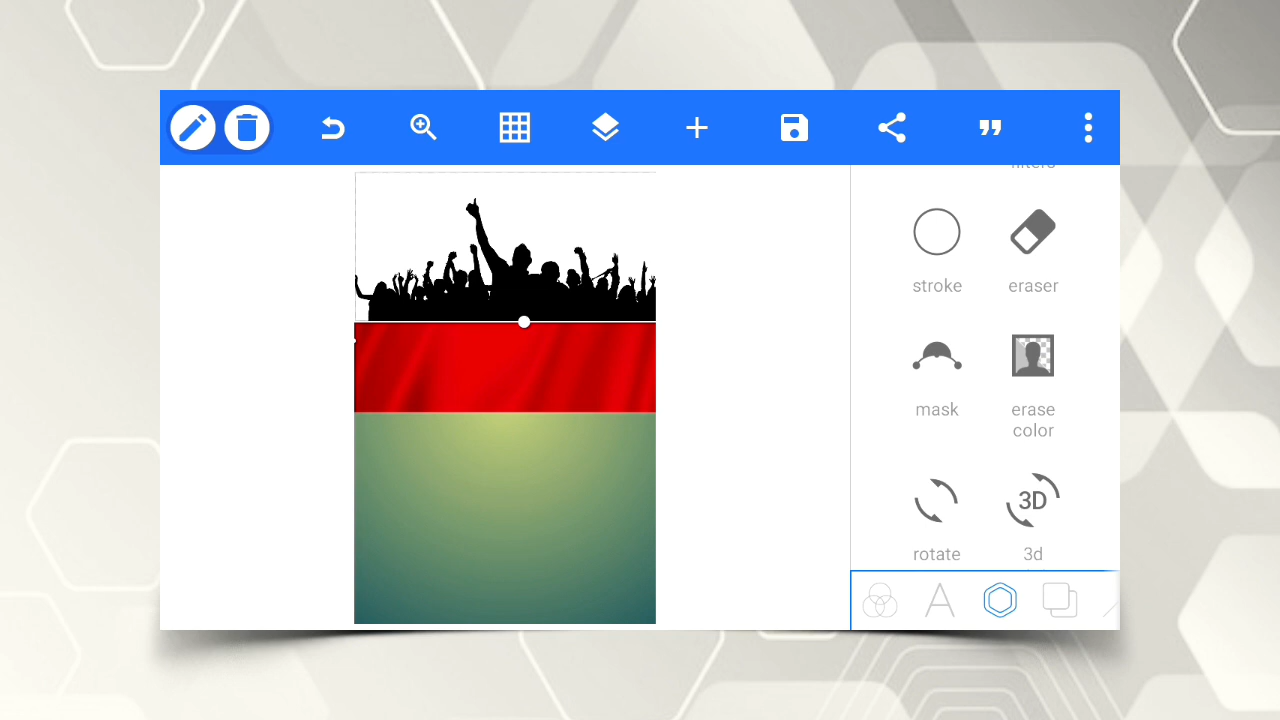 filters
stroke
eraser
mask
erase
color
rotate
3D
3d
A